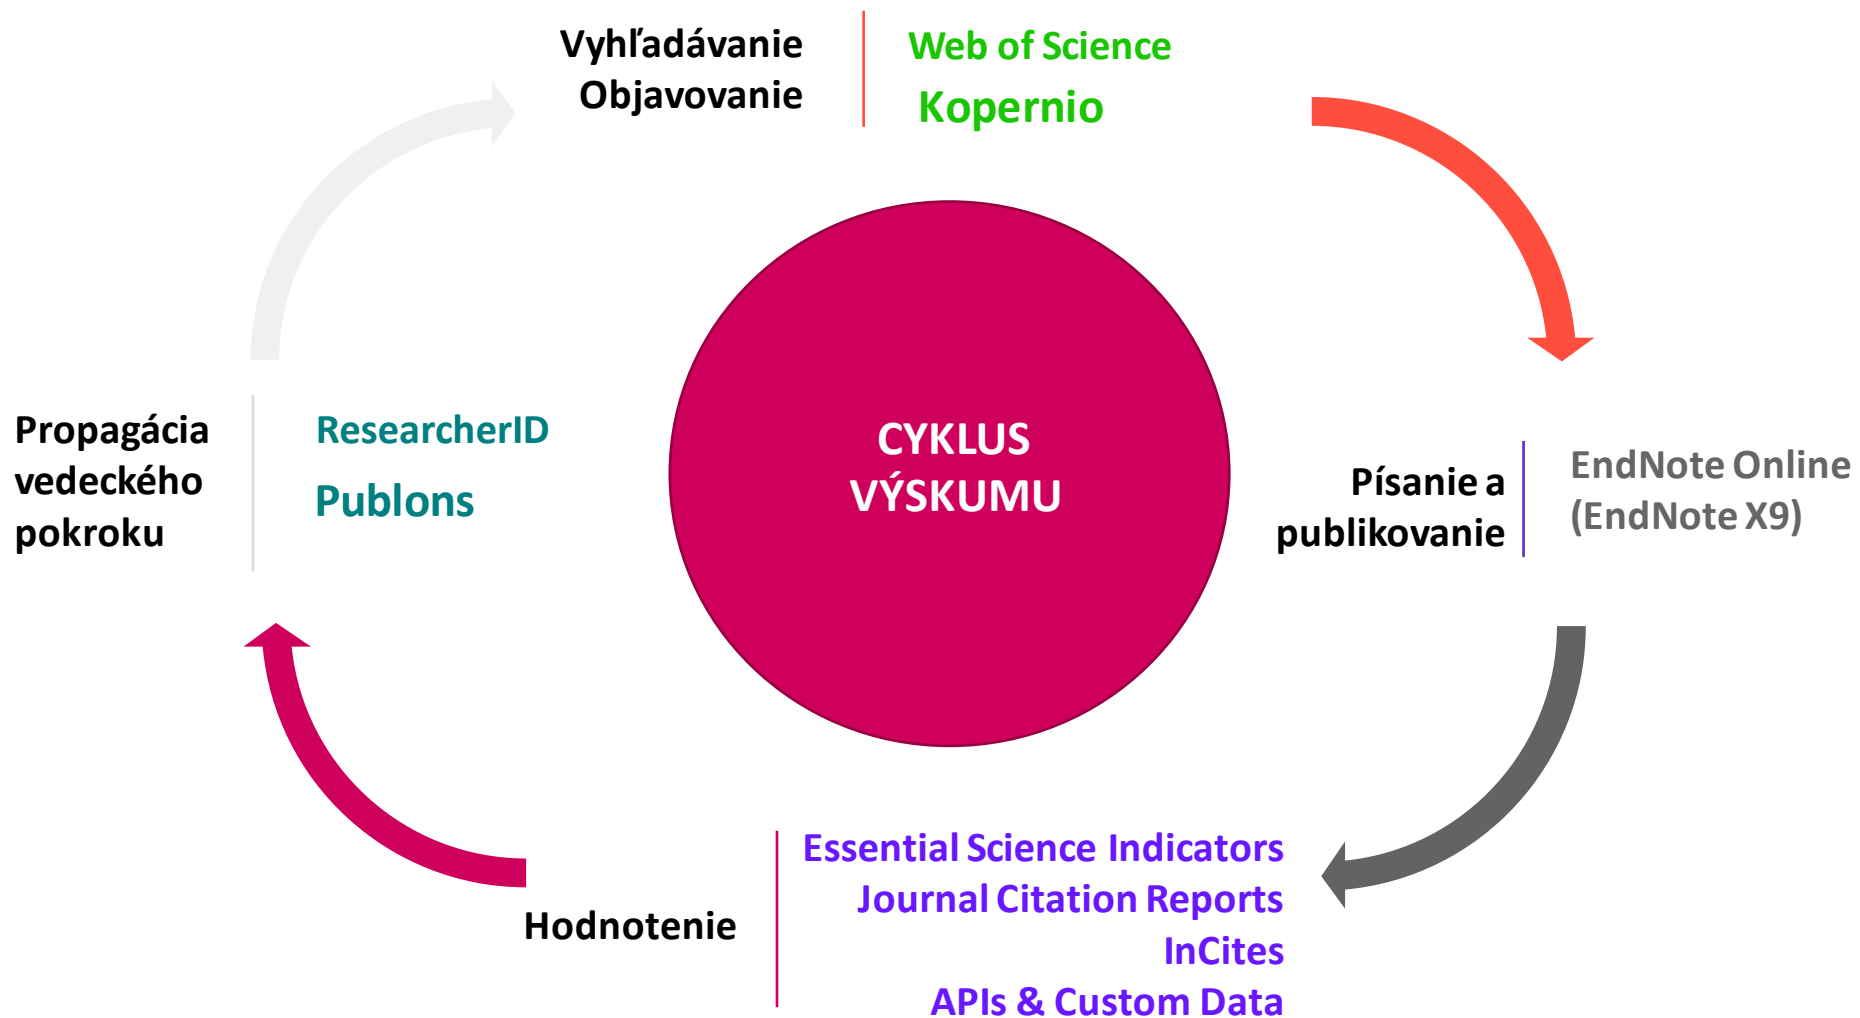 Vyhľadávanie
Objavovanie
Web of Science
Kopernio
CYKLUS
VÝSKUMU
Propagácia
vedeckého
pokroku
ResearcherID
Publons
Písanie a
publikovanie
EndNote Online
(EndNote X9)
Hodnotenie
Essential Science Indicators
Journal Citation Reports
InCites
APIs & Custom Data